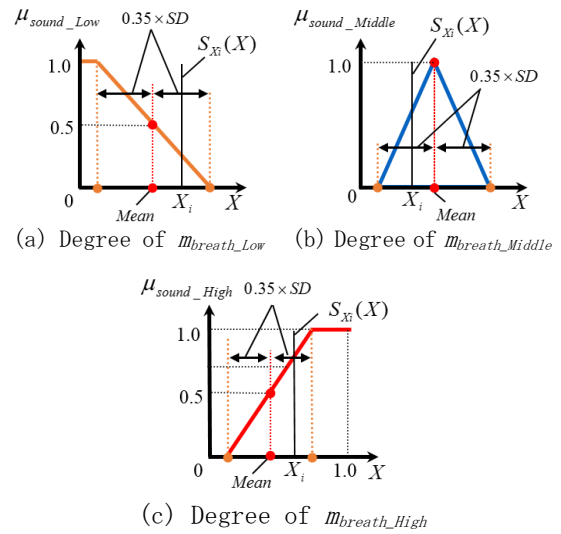 μsound_Low 0.35×SD SXi(X)
1.0
0.5
0 Mean Xi X
(a) Degree of mbreath_Low
μsound_Middle SXi(X)
1.0
0.35×SD
0 Xi Mean X
(b) Degree of mbreath_Middle
μsound_High 0.35×SD SXi(X)
1.0
0.5
0 Mean Xi 1.0 X
(c) Degree of mbreath_High